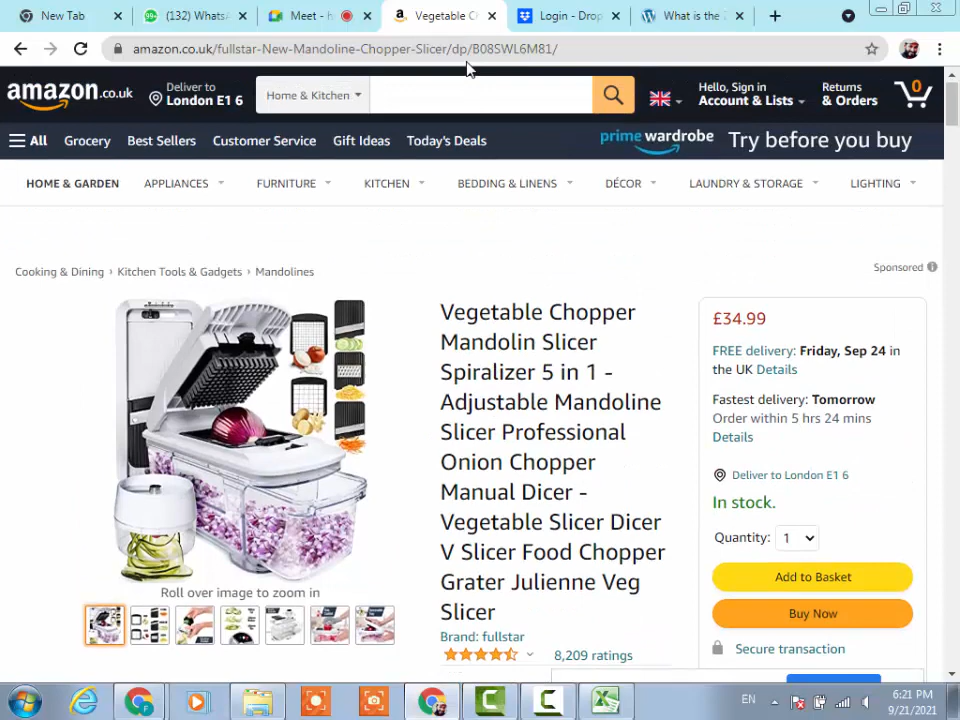 New Tab
(132) Whats
Meet - h
Vegetable C
Login - Drop
What is the
amazon.co.uk/fullstar-New-Mandoline-Chopper-Slicer/dp/B08SWL6M81/
amazon.co.uk
Deliver to
London E1 6
Home & Kitchen
Hello, Sign in
Account & Lists
Returns
& Orders
0
All
Grocery
Best Sellers
Customer Service
Gift Ideas
Today's Deals
prime wardrobe
Try before you buy
HOME & GARDEN
APPLIANCES
FURNITURE
KITCHEN
BEDDING & LINENS
DÉCOR
LAUNDRY & STORAGE
LIGHTING
Cooking & Dining › Kitchen Tools & Gadgets › Mandolines
Sponsored
Vegetable Chopper
Mandolin Slicer
Spiralizer 5 in 1 -
Adjustable Mandoline
Slicer Professional
Onion Chopper
Manual Dicer -
Vegetable Slicer Dicer
V Slicer Food Chopper
Grater Julienne Veg
Slicer
Brand: fullstar
8,209 ratings
Roll over image to zoom in
£34.99
FREE delivery: Friday, Sep 24 in
the UK Details
Fastest delivery: Tomorrow
Order within 5 hrs 24 mins
Details
Deliver to London E1 6
In stock.
Quantity: 1
Add to Basket
Buy Now
Secure transaction
EN
6:21 PM
9/21/2021